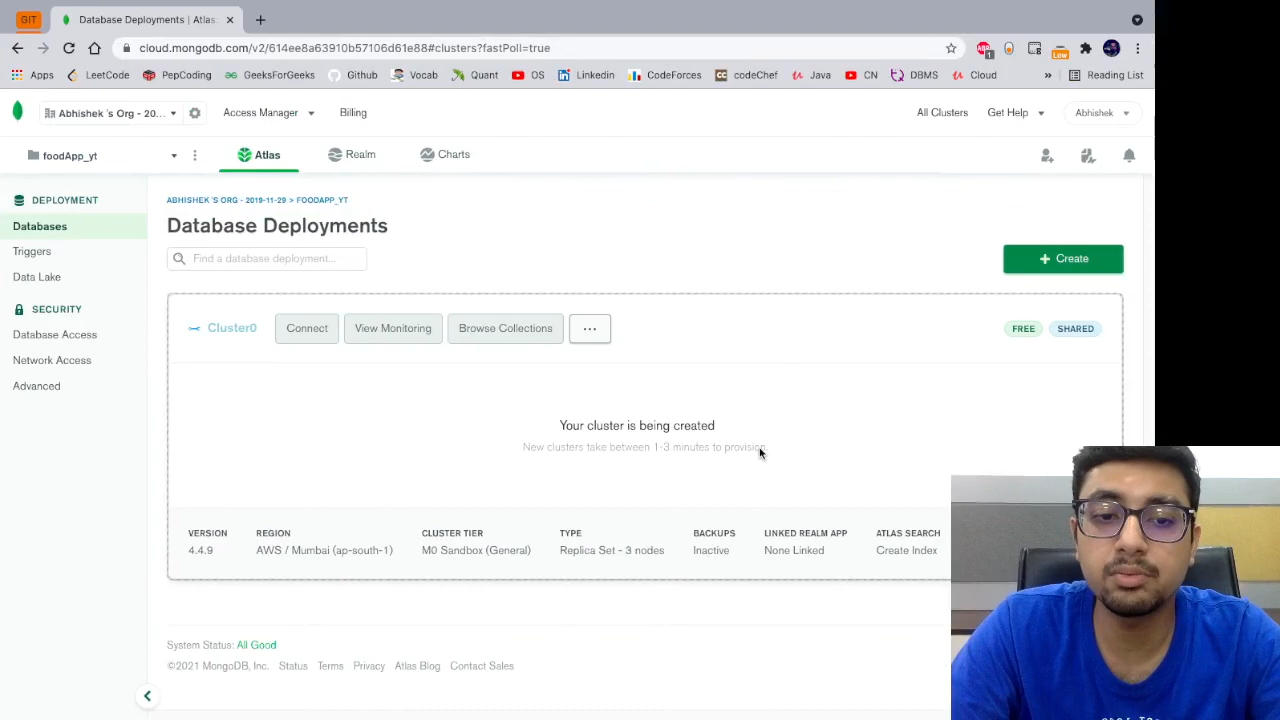 GIT
Database Deployments | Atlas:
cloud.mongodb.com/v2/614ee8a63910b57106d61e88#clusters?fastPoll=true
1
Low
Apps
LeetCode
PepCoding
GeeksForGeeks
Github
Vocab
Quant
OS
Linkedin
CodeForces
codeChef
Java
CN
DBMS
Cloud
»
Reading List
Abhishek 's Org - 20...
Access Manager
Billing
All Clusters
Get Help
Abhishek
foodApp_yt
Atlas
Realm
Charts
DEPLOYMENT
Databases
Triggers
Data Lake
SECURITY
Database Access
Network Access
Advanced
ABHISHEK 'S ORG - 2019-11-29 > FOODAPP_YT
Database Deployments
Find a database deployment...
+ Create
Cluster0
Connect
View Monitoring
Browse Collections
...
FREE
SHARED
Your cluster is being created
New clusters take between 1-3 minutes to provision.
VERSION
4.4.9
REGION
AWS / Mumbai (ap-south-1)
CLUSTER TIER
M0 Sandbox (General)
TYPE
Replica Set - 3 nodes
BACKUPS
Inactive
LINKED REALM APP
None Linked
ATLAS SEARCH
Create Index
System Status: All Good
©2021 MongoDB, Inc.
Status
Terms
Privacy
Atlas Blog
Contact Sales